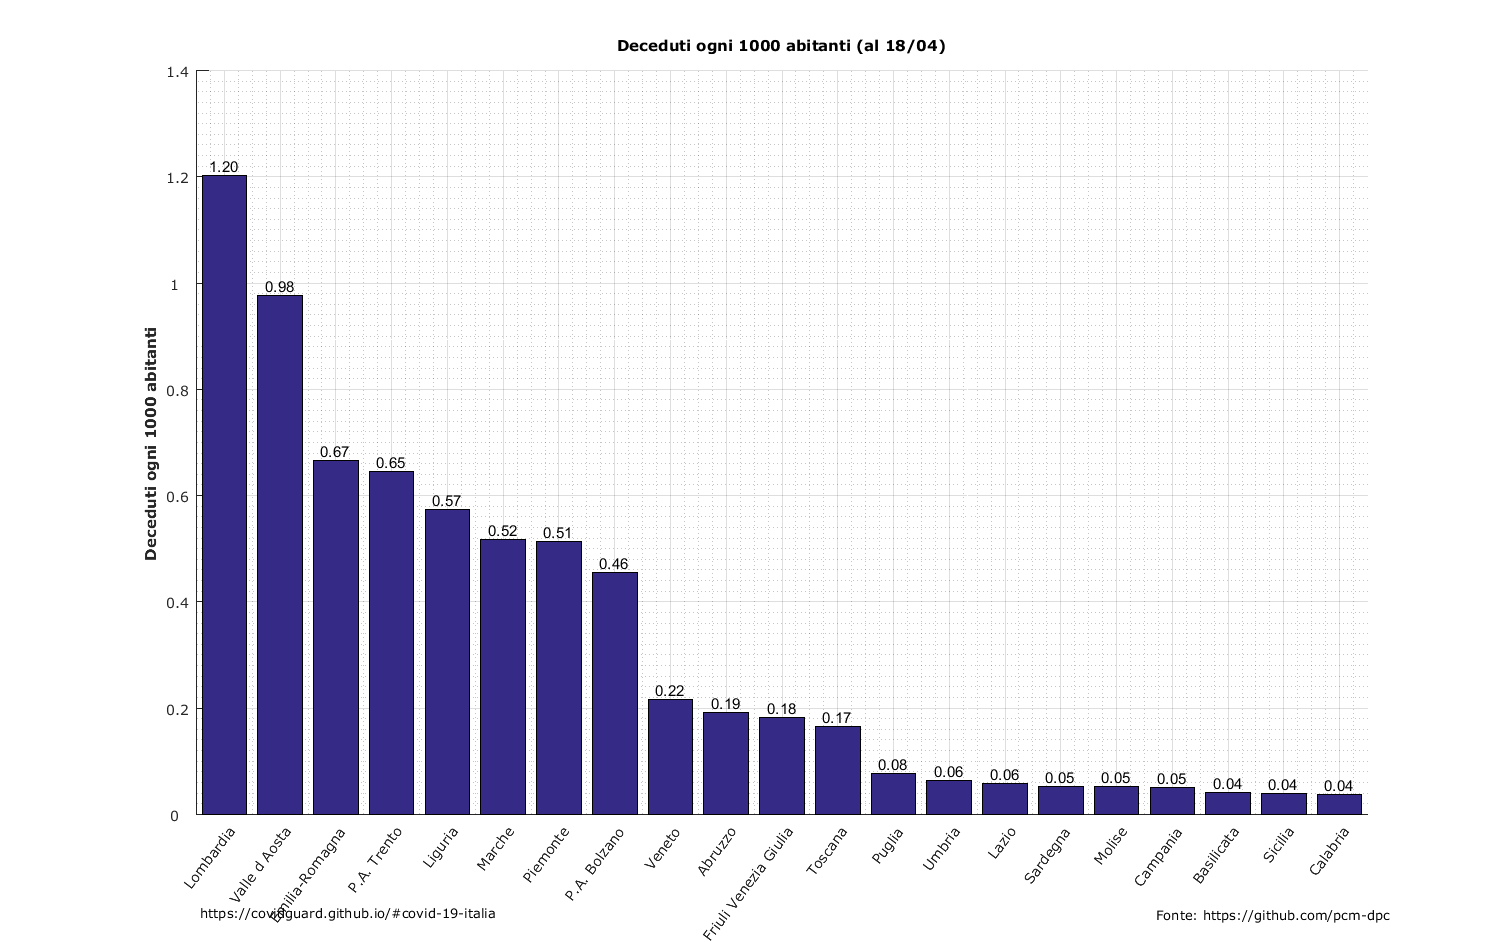 Deceduti ogni 1000 abitanti (al 18/04)
Deceduti ogni 1000 abitanti
1.4
1.2
1
0.8
0.6
0.4
0.2
0
1.20
0.98
0.67
0.65
0.57
0.52
0.51
0.46
0.22
0.19
0.18
0.17
0.08
0.06
0.06
0.05
0.05
0.05
0.04
0.04
0.04
Lombardia
Valle d Aosta
Emilia-Romagna
P.A. Trento
Liguria
Marche
Piemonte
P.A. Bolzano
Veneto
Abruzzo
Friuli Venezia Giulia
Toscana
Puglia
Umbria
Lazio
Sardegna
Molise
Campania
Basilicata
Sicilia
Calabria
https://covidguard.github.io/#covid-19-italia
Fonte: https://github.com/pcm-dpc